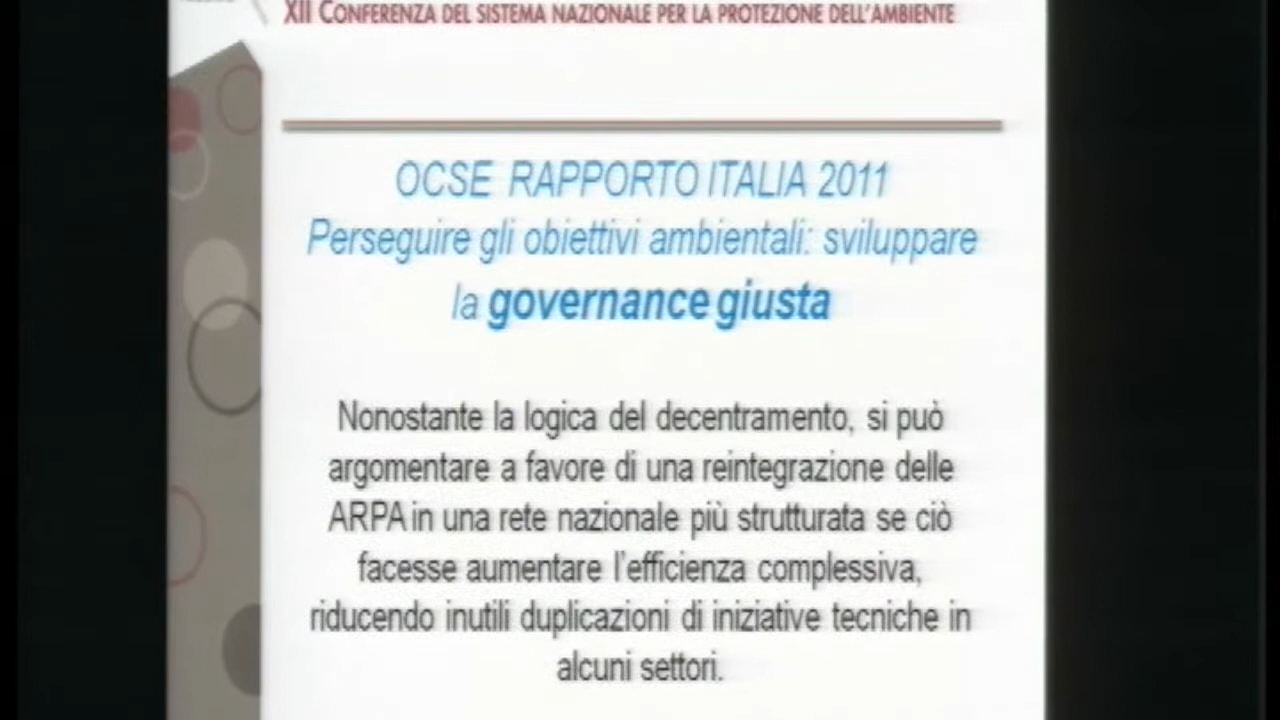 XII CONFERENZA DEL SISTEMA NAZIONALE PER LA PROTEZIONE DELL'AMBIENTE
OCSE RAPPORTO ITALIA 2011
Perseguire gli obiettivi ambientali: sviluppare
la governance giusta
Nonostante la logica del decentramento, si può
argomentare a favore di una reintegrazione delle
ARPA in una rete nazionale più strutturata se ciò
facesse aumentare l'efficienza complessiva,
riducendo inutili duplicazioni di iniziative tecniche in
alcuni settori.